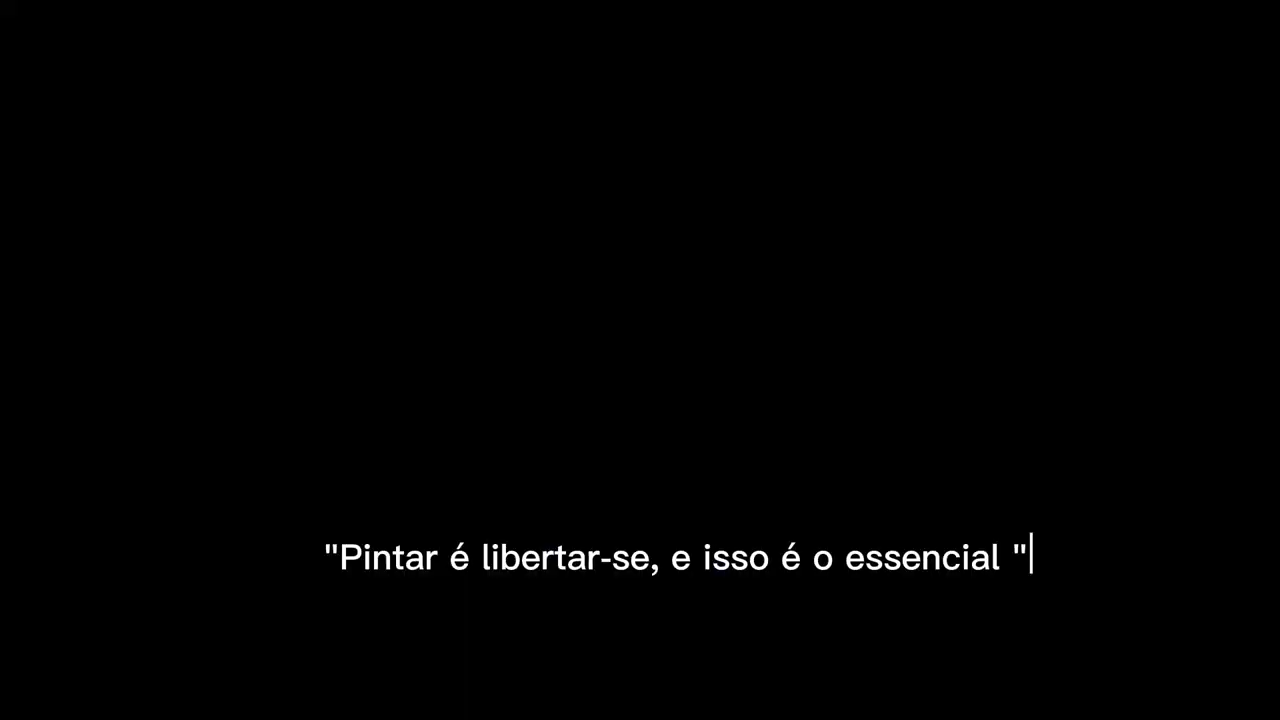 "Pintar é libertar-se, e isso é o essencial "